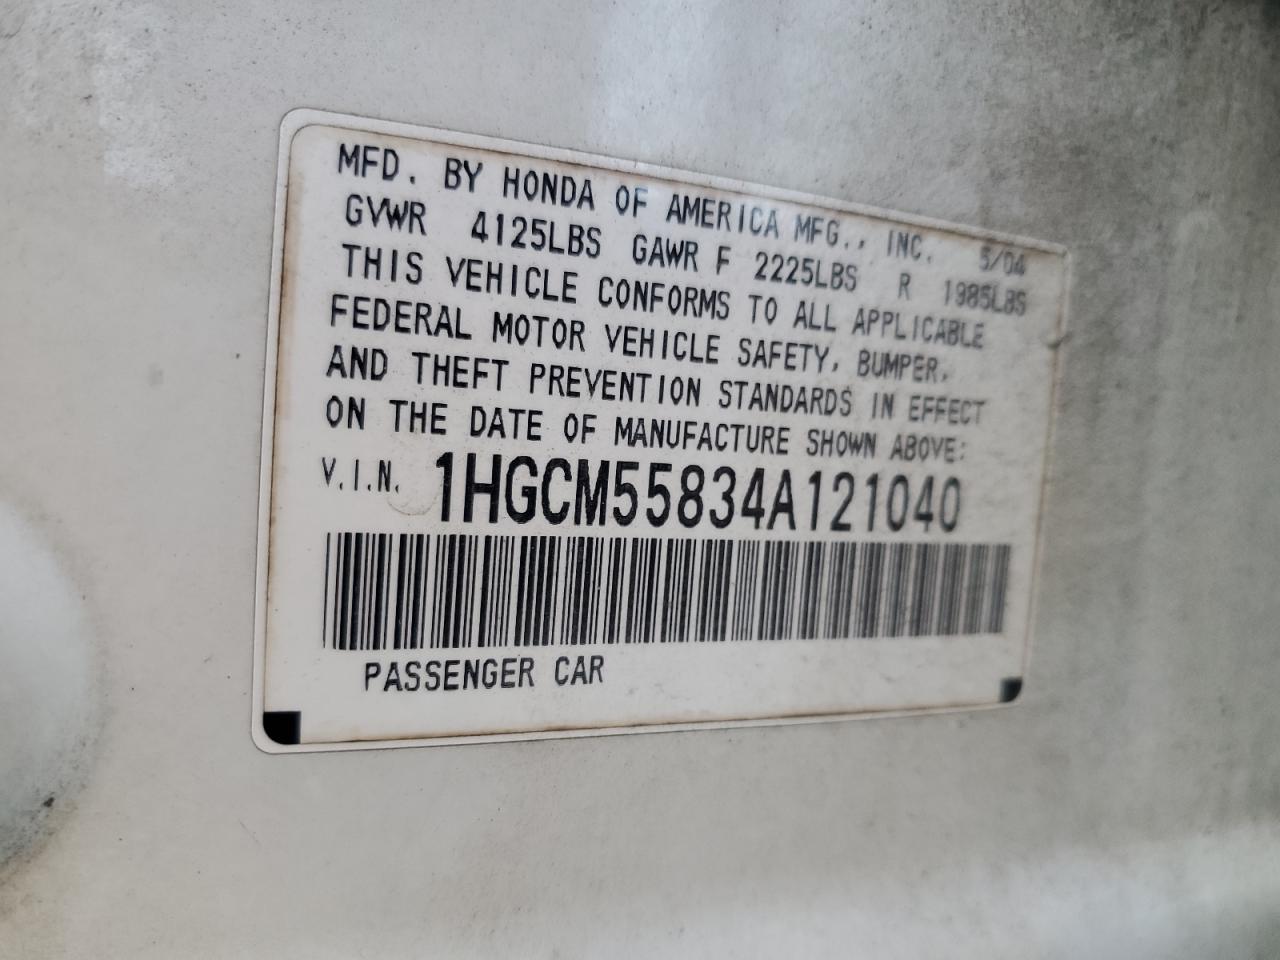 MFD. BY HONDA OF AMERICA MFG., INC. 5/04
GVWR 4125LBS GAWR F 2225LBS R 1985LBS
THIS VEHICLE CONFORMS TO ALL APPLICABLE
FEDERAL MOTOR VEHICLE SAFETY, BUMPER,
AND THEFT PREVENTION STANDARDS IN EFFECT
ON THE DATE OF MANUFACTURE SHOWN ABOVE:
V.I.N. 1HGCM55834A121040
PASSENGER CAR